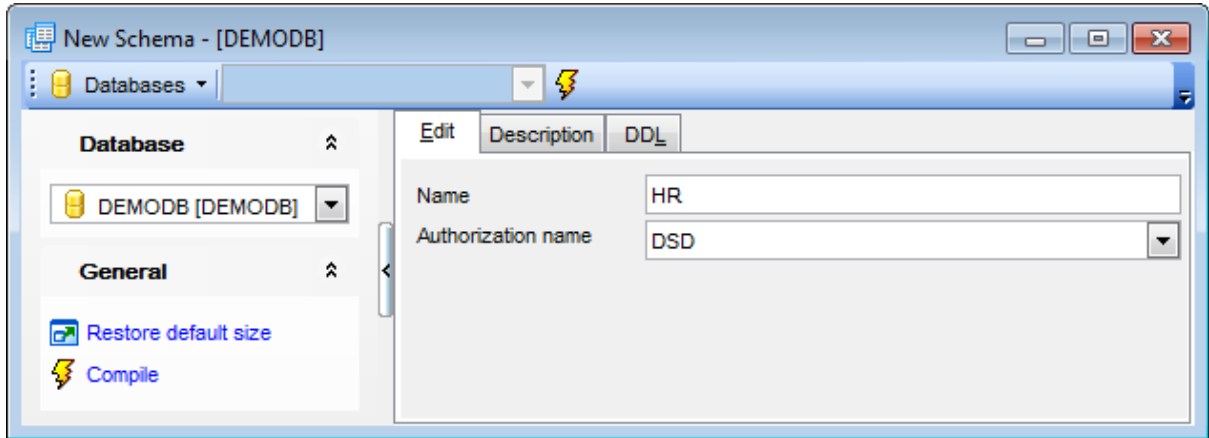 New Schema - [DEMODB]
Databases
Database
DEMODB [DEMODB]
General
Restore default size
Compile
Edit Description DDL
Name HR
Authorization name DSD